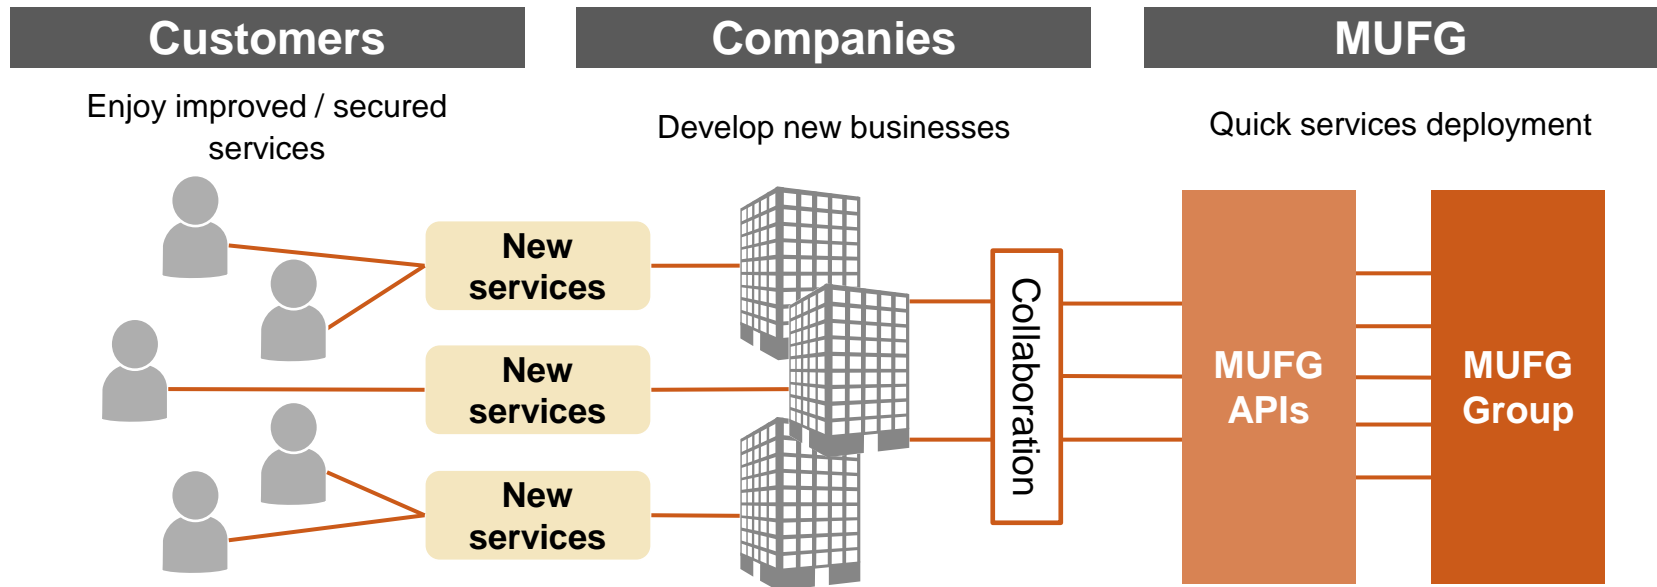 Customers
Companies
MUFG
Enjoy improved / secured
services
Develop new businesses
Quick services deployment
New
services
New
services
New
services
Collaboration
MUFG
APIs
MUFG
Group